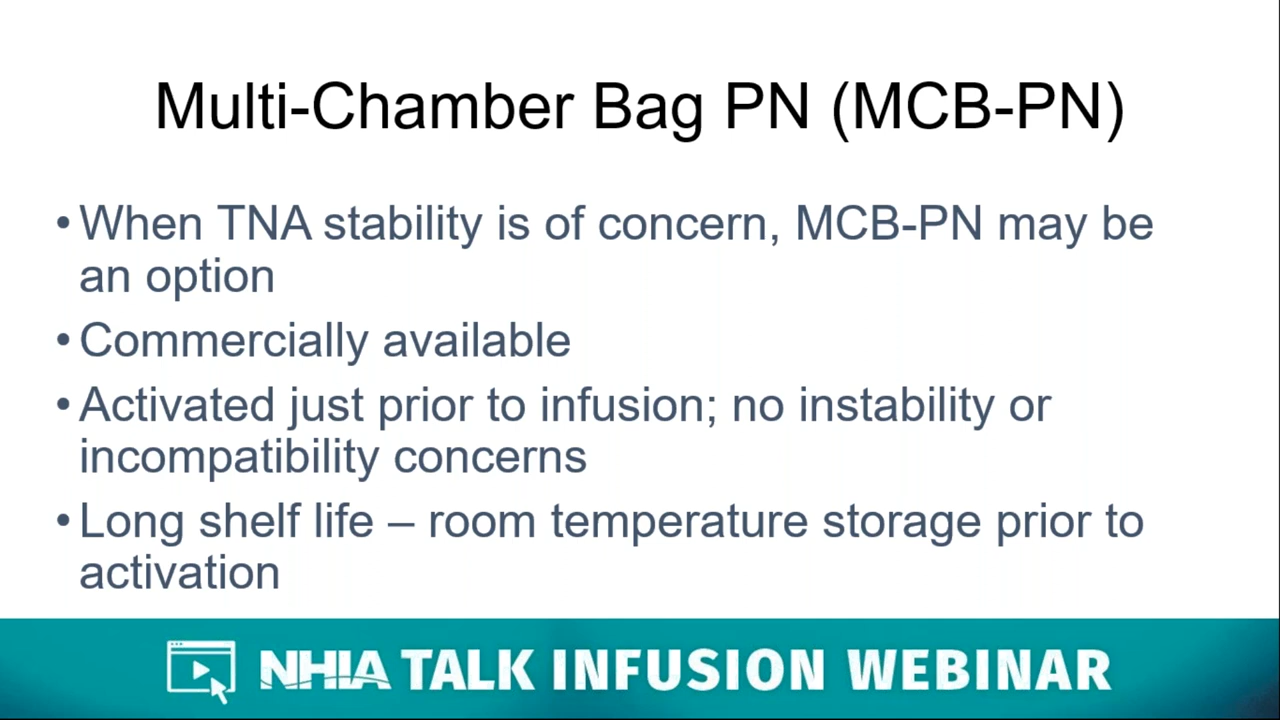 Multi-Chamber Bag PN (MCB-PN)
• When TNA stability is of concern, MCB-PN may be
an option
• Commercially available
• Activated just prior to infusion; no instability or
incompatibility concerns
• Long shelf life – room temperature storage prior to
activation
NHIA TALK INFUSION WEBINAR